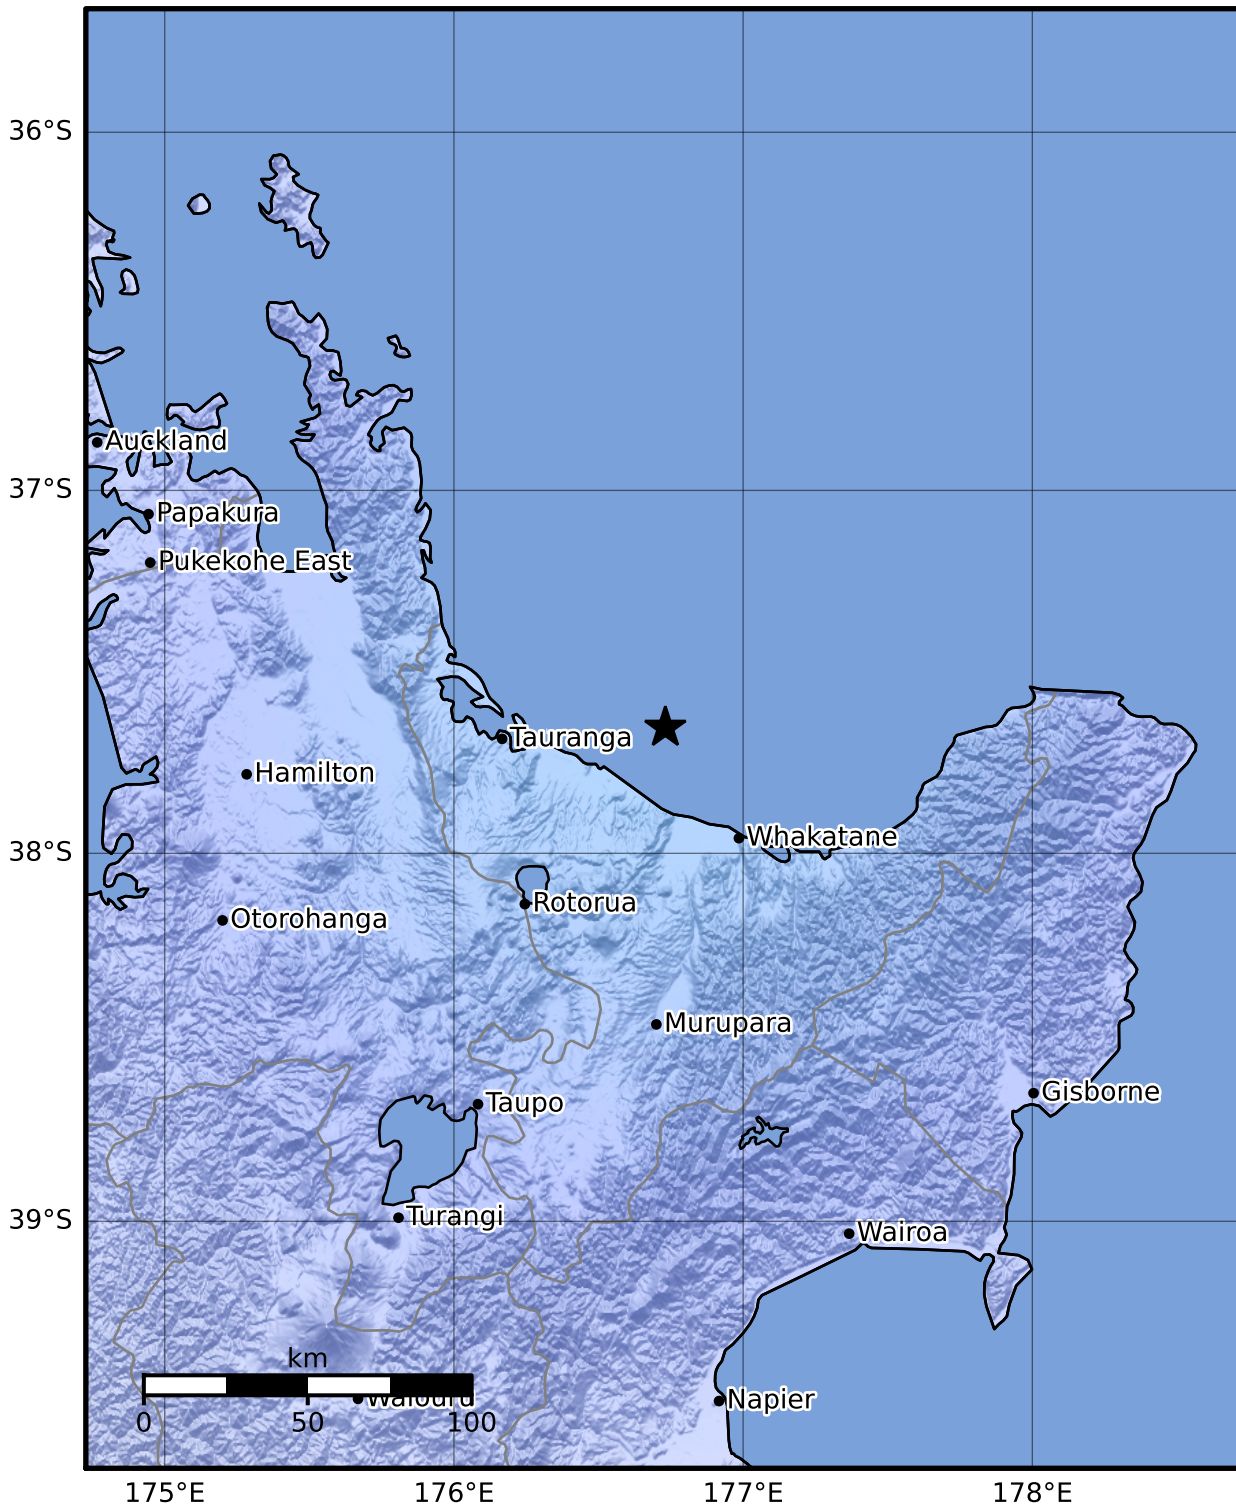 36°S
Auckland
37°S
Papakura
Pukekohe East
Tauranga
Hamilton
Whakatane
38°S
Rotorua
Otorohanga
Murupara
Gisborne
Taupo
39°S
Turangi
Wairoa
km
Waiouru
Napier
0 50 100
175°E 176°E 177°E 178°E